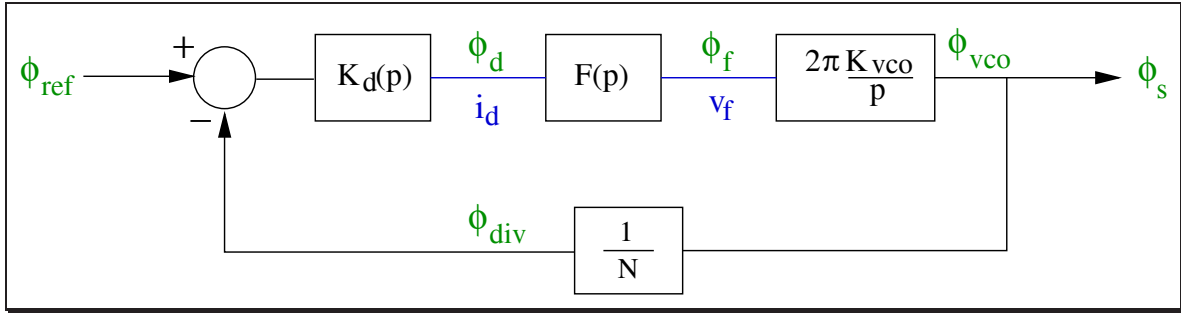 +
ϕref
−
Kd(p)
ϕd
id
F(p)
ϕf
vf
2π Kvco
p
ϕvco
ϕs
ϕdiv
1
N